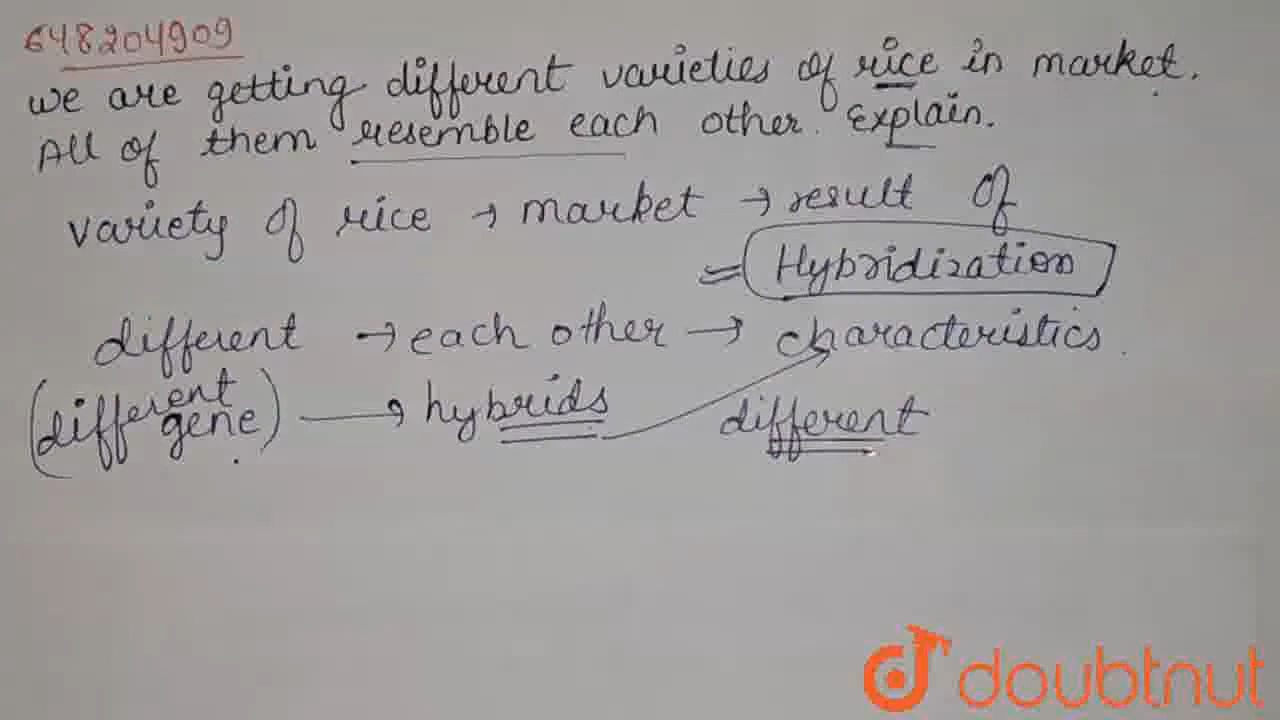 648204909
we are getting different varieties of rice in market.
All of them resemble each other. Explain.
variety of rice → market → result of
= Hybridization
different → each other → characteristics.
(different gene) → hybrids different
doubtnut